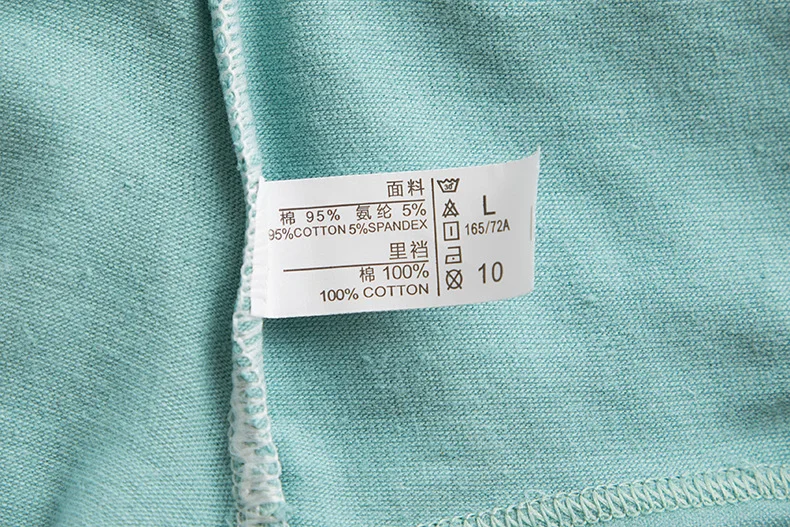 面料
棉 95% 氨纶 5%
95%COTTON 5%SPANDEX
里裆
棉 100%
100% COTTON
L
165/72A
10